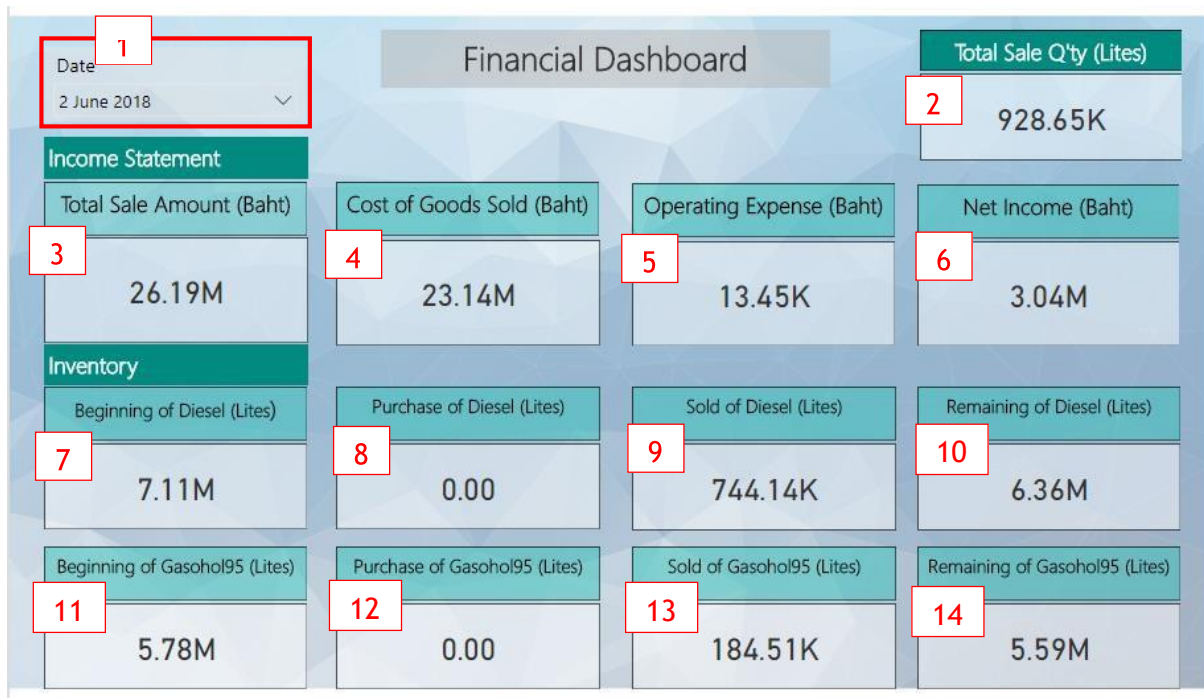 1
Date
2 June 2018
Financial Dashboard
Total Sale Q'ty (Lites)
2
928.65K
Income Statement
Total Sale Amount (Baht)
Cost of Goods Sold (Baht)
Operating Expense (Baht)
Net Income (Baht)
3
26.19M
4
23.14M
5
13.45K
6
3.04M
Inventory
Beginning of Diesel (Lites)
Purchase of Diesel (Lites)
Sold of Diesel (Lites)
Remaining of Diesel (Lites)
7
7.11M
8
0.00
9
744.14K
10
6.36M
Beginning of Gasohol95 (Lites)
Purchase of Gasohol95 (Lites)
Sold of Gasohol95 (Lites)
Remaining of Gasohol95 (Lites)
11
5.78M
12
0.00
13
184.51K
14
5.59M